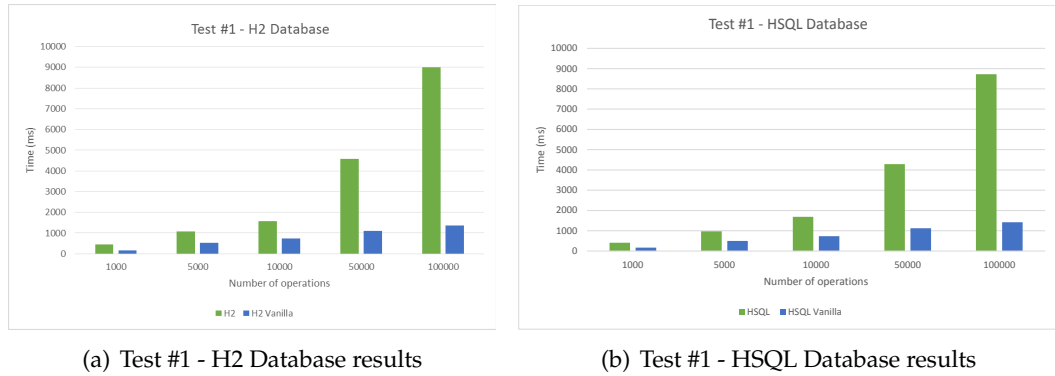 Test #1 - H2 Database
10000
9000
8000
7000
6000
5000
4000
3000
2000
1000
0
Time (ms)
1000 5000 10000 50000 100000
Number of operations
H2 H2 Vanilla
(a) Test #1 - H2 Database results
Test #1 - HSQL Database
10000
9000
8000
7000
6000
5000
4000
3000
2000
1000
0
Time (ms)
1000 5000 10000 50000 100000
Number of operations
HSQL HSQL Vanilla
(b) Test #1 - HSQL Database results